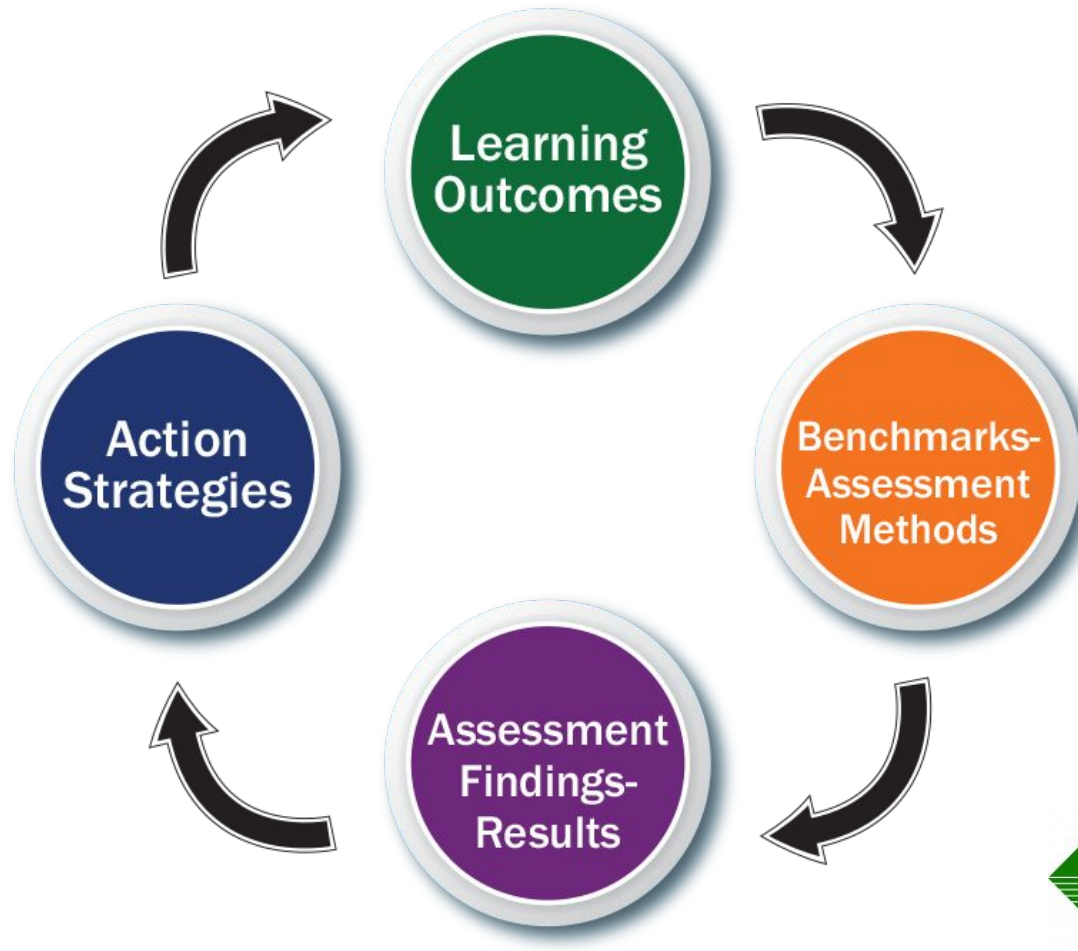 Learning
Outcomes
Benchmarks-
Assessment
Methods
Assessment
Findings-
Results
Action
Strategies